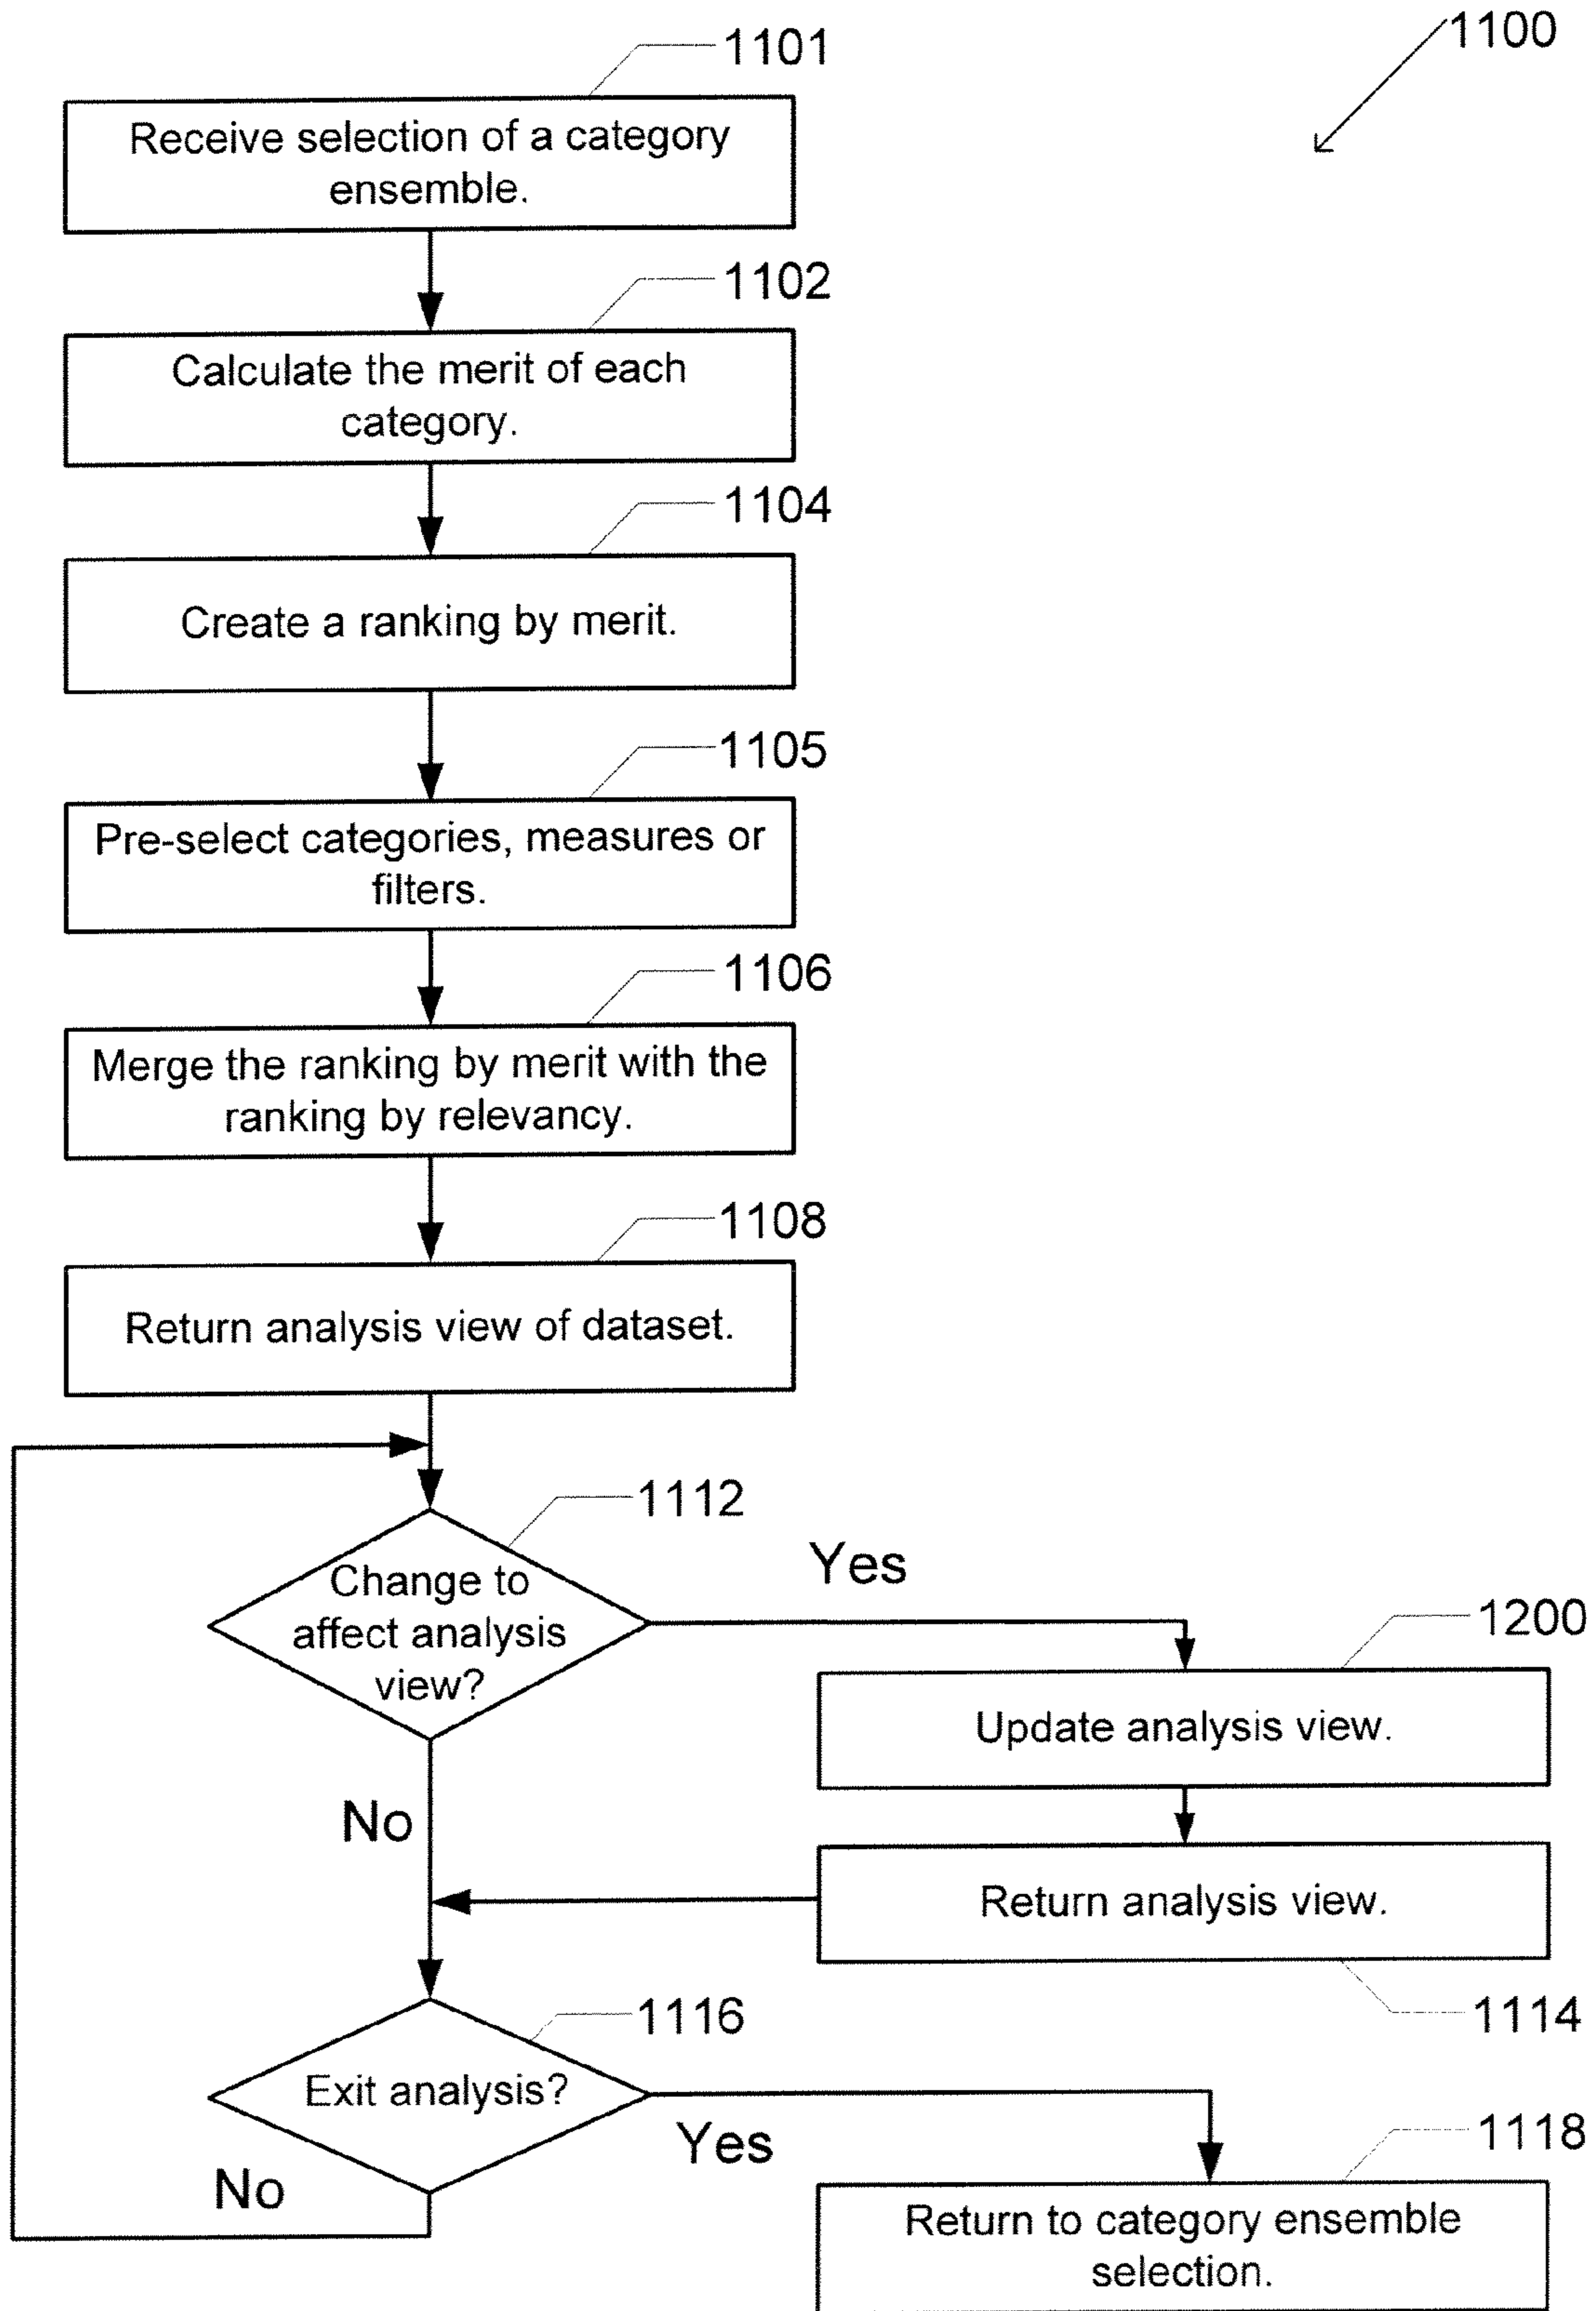 1100
1101
Receive selection of a category
ensemble.
1102
Calculate the merit of each
category.
1104
Create a ranking by merit.
1105
Pre-select categories, measures or
filters.
1106
Merge the ranking by merit with the
ranking by relevancy.
1108
Return analysis view of dataset.
1112
Change to
affect analysis
view?
Yes
1200
Update analysis view.
No
Return analysis view.
1114
1116
Exit analysis?
Yes
No
1118
Return to category ensemble
selection.